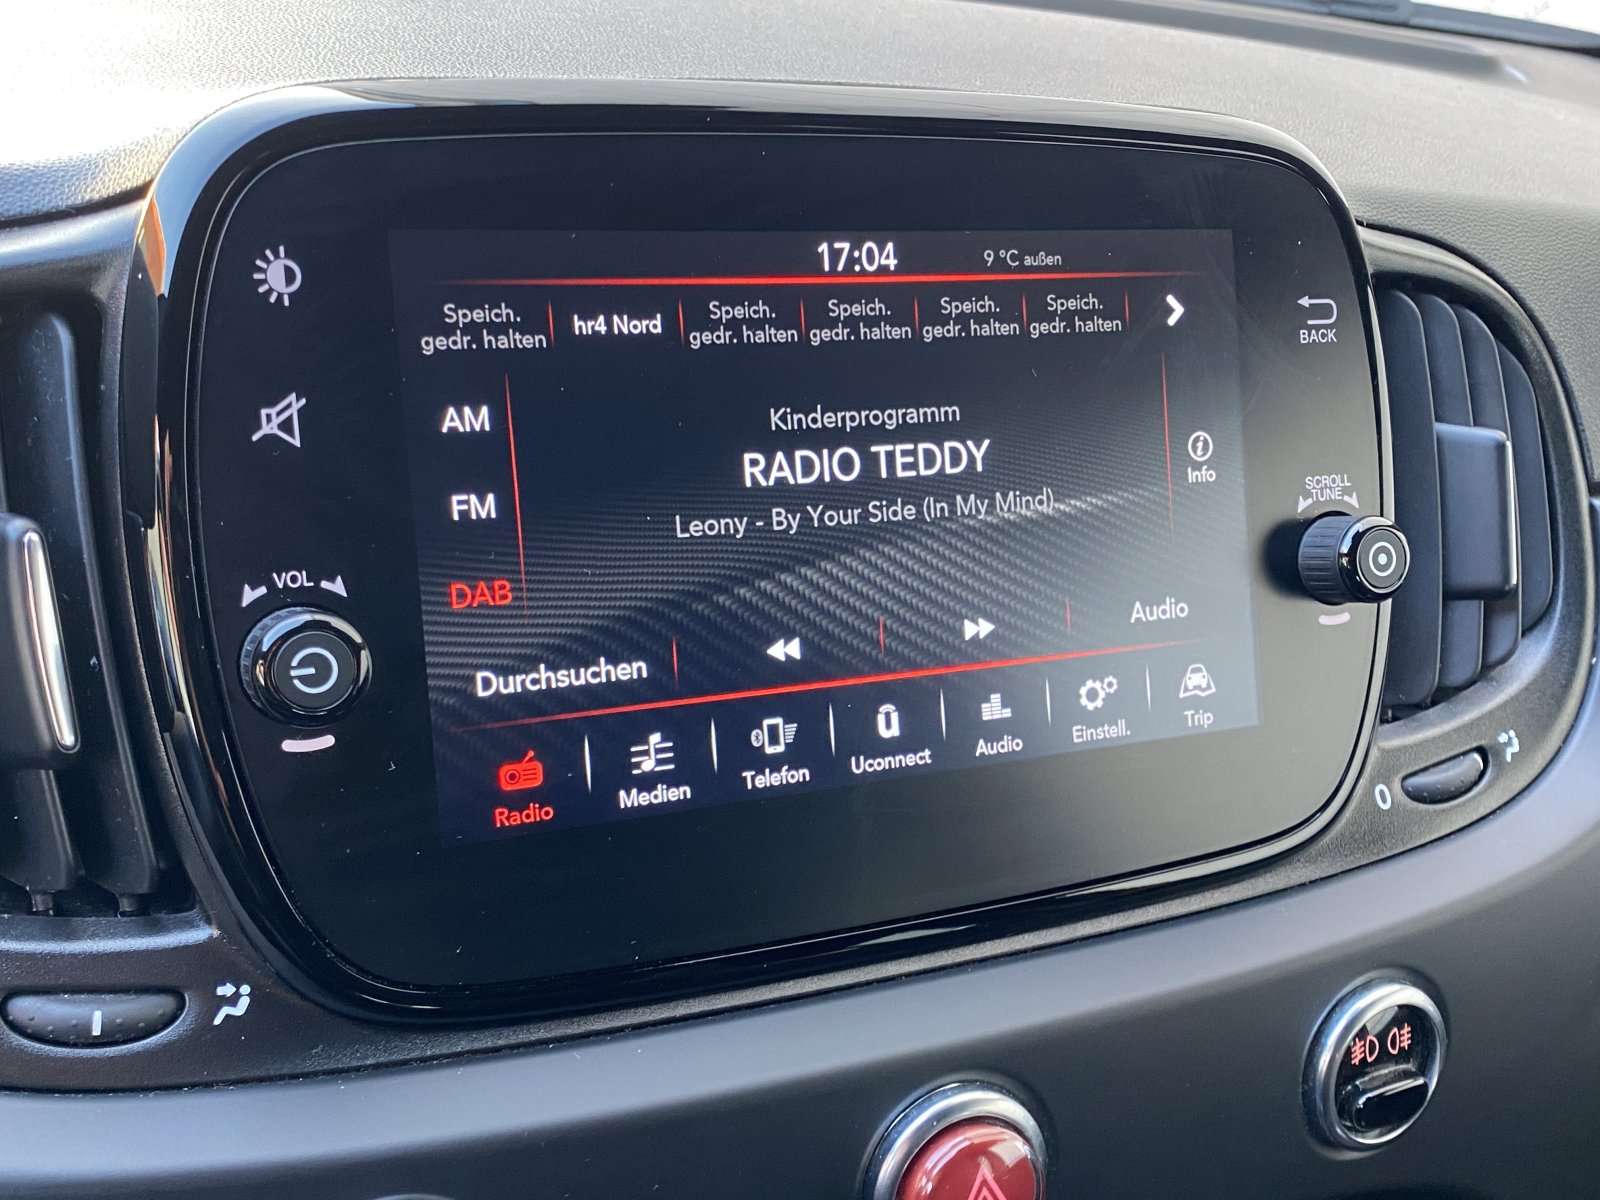 17:04
9 °C außen
Speich.
gedr. halten
hr4 Nord
Speich.
gedr. halten
Speich.
gedr. halten
Speich.
gedr. halten
Speich.
gedr. halten
BACK
AM
FM
DAB
Kinderprogramm
RADIO TEDDY
Leony - By Your Side (In My Mind)
Info
SCROLL
TUNE
VOL
Durchsuchen
Audio
Radio
Medien
Telefon
Uconnect
Audio
Einstell.
Trip
0